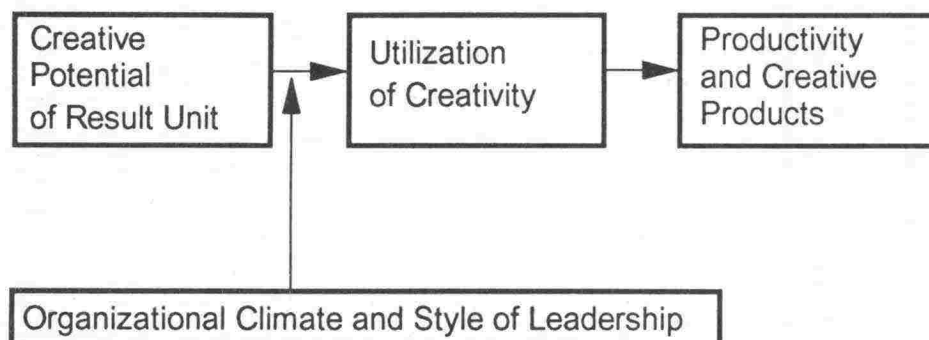 Creative
Potential
of Result Unit
Utilization
of Creativity
Productivity
and Creative
Products
Organizational Climate and Style of Leadership